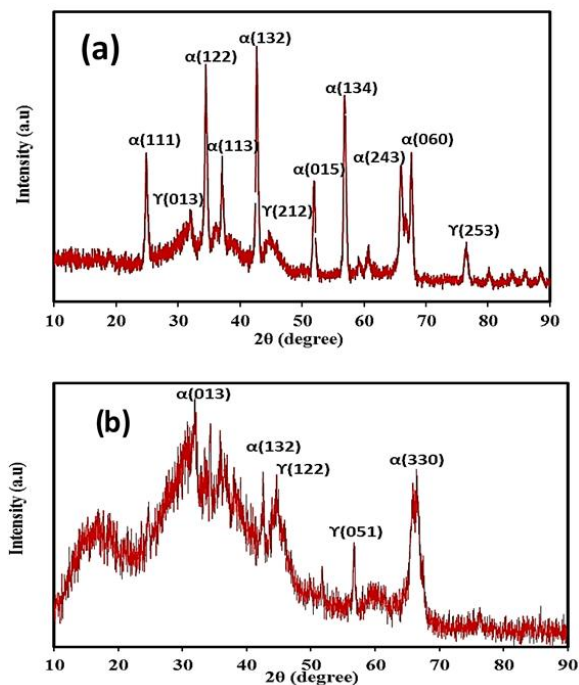 (a)
α(132)
α(122)
α(134)
α(111)
α(113)
α(243)
α(060)
α(015)
ϒ(013)
ϒ(212)
ϒ(253)
Intensity (a.u)
10 20 30 40 50 60 70 80 90
2θ (degree)
(b)
α(013)
α(132)
ϒ(122)
α(330)
ϒ(051)
Intensity (a.u)
10 20 30 40 50 60 70 80 90
2θ (degree)